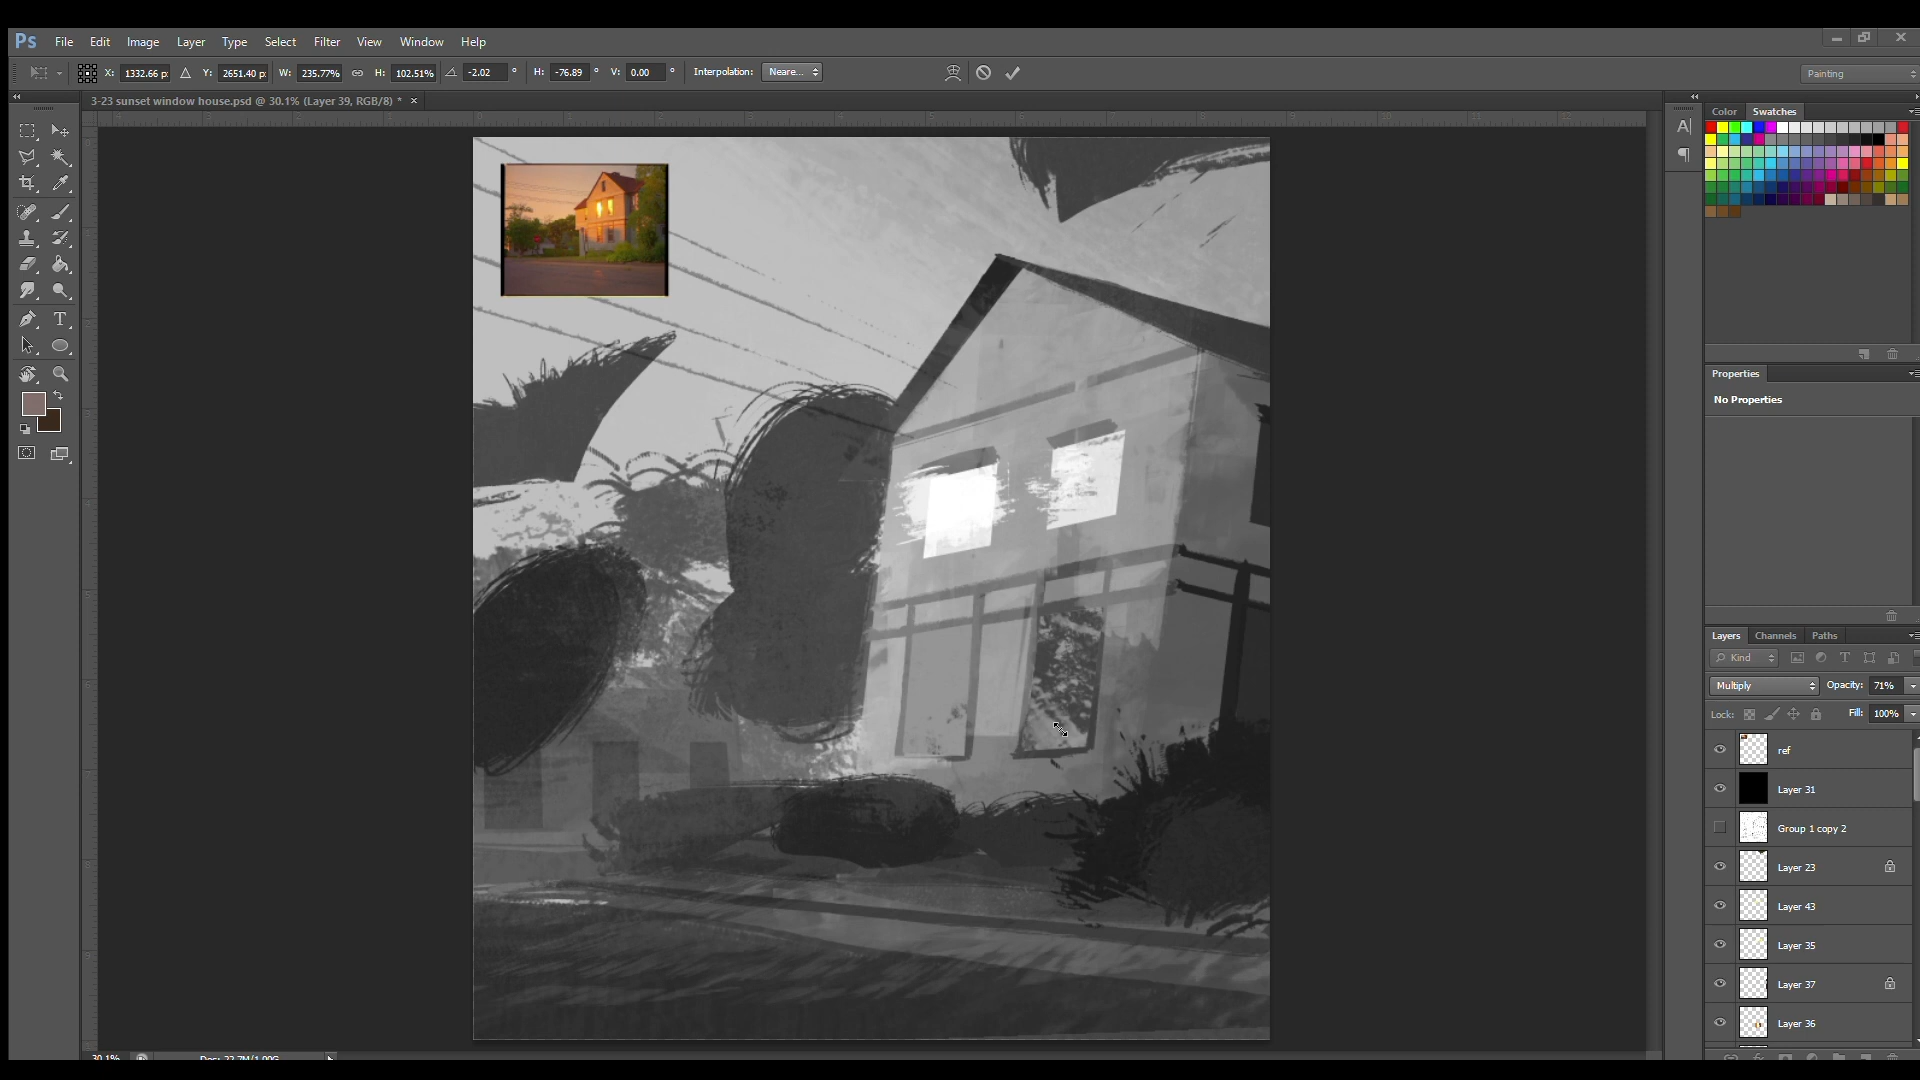 Ps File Edit Image Layer Type Select Filter View Window Help
X: 1332.66 p: Y: 2651.40 p: W: 235.77% H: 102.51% -2.02 ° H: -76.89 ° V: 0.00 ° Interpolation: Neare... Painting
3-23 sunset window house.psd @ 30.1% (Layer 39, RGB/8) * ×
Color Swatches
Properties
No Properties
Layers Channels Paths
Kind
Multiply Opacity: 71%
Lock: Fill: 100%
ref
Layer 31
Group 1 copy 2
Layer 23
Layer 43
Layer 35
Layer 37
Layer 36
30.1%